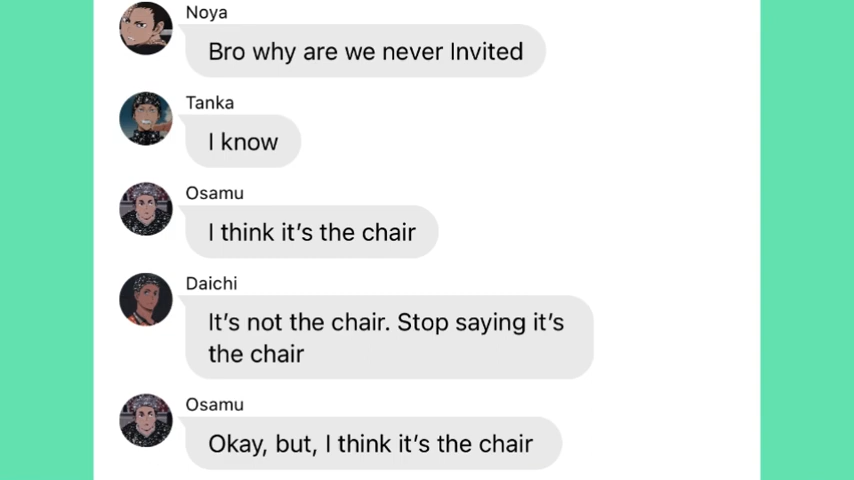 Noya
Bro why are we never Invited
Tanka
I know
Osamu
I think it's the chair
Daichi
It's not the chair. Stop saying it's
the chair
Osamu
Okay, but, I think it's the chair